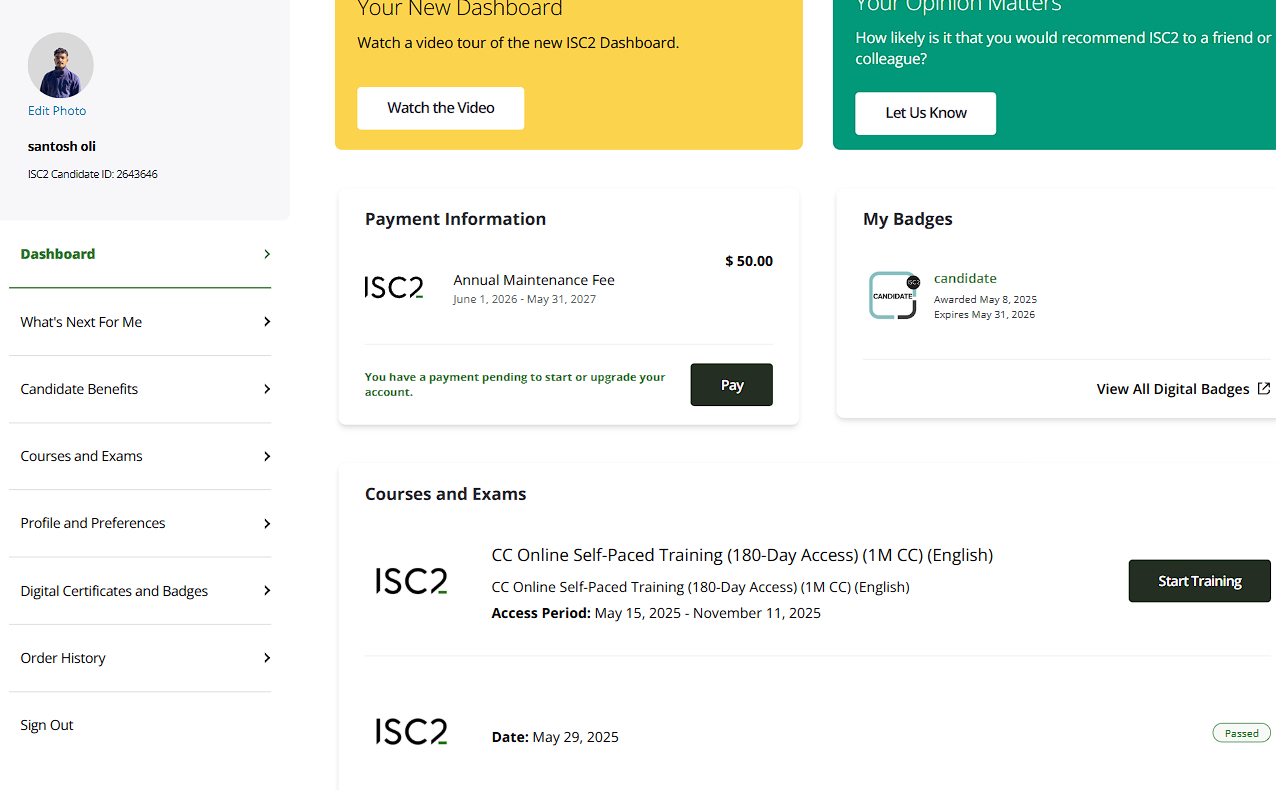 Edit Photo
santosh oli
ISC2 Candidate ID: 2643646
Dashboard
What's Next For Me
Candidate Benefits
Courses and Exams
Profile and Preferences
Digital Certificates and Badges
Order History
Sign Out
Your New Dashboard
Watch a video tour of the new ISC2 Dashboard.
Watch the Video
Your Opinion Matters
How likely is it that you would recommend ISC2 to a friend or
colleague?
Let Us Know
Payment Information
$ 50.00
ISC2
Annual Maintenance Fee
June 1, 2026 - May 31, 2027
You have a payment pending to start or upgrade your
account.
Pay
My Badges
ISC2
CANDIDATE
candidate
Awarded May 8, 2025
Expires May 31, 2026
View All Digital Badges
Courses and Exams
ISC2
CC Online Self-Paced Training (180-Day Access) (1M CC) (English)
CC Online Self-Paced Training (180-Day Access) (1M CC) (English)
Access Period: May 15, 2025 - November 11, 2025
Start Training
ISC2
Date: May 29, 2025
Passed